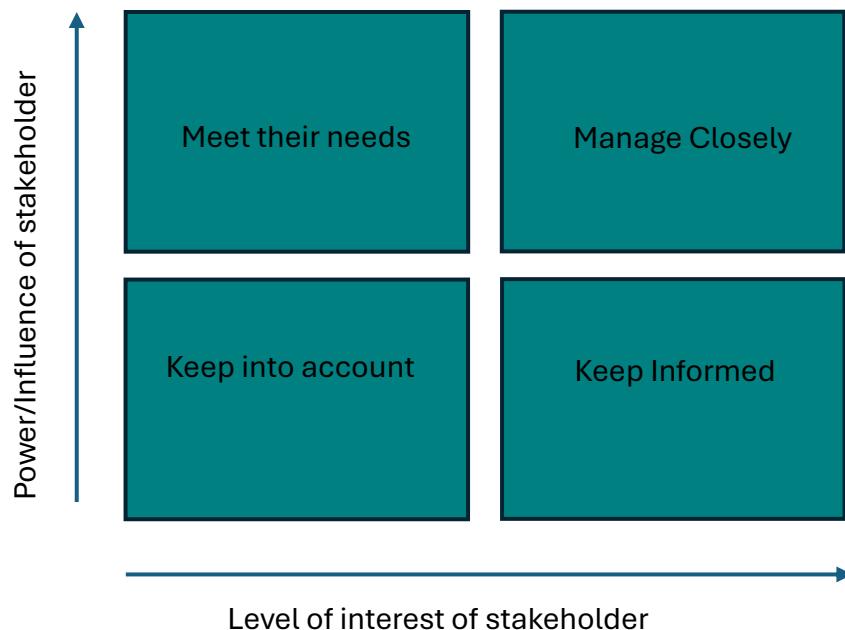 Power/Influence of stakeholder
Meet their needs
Manage Closely
Keep into account
Keep Informed
Level of interest of stakeholder